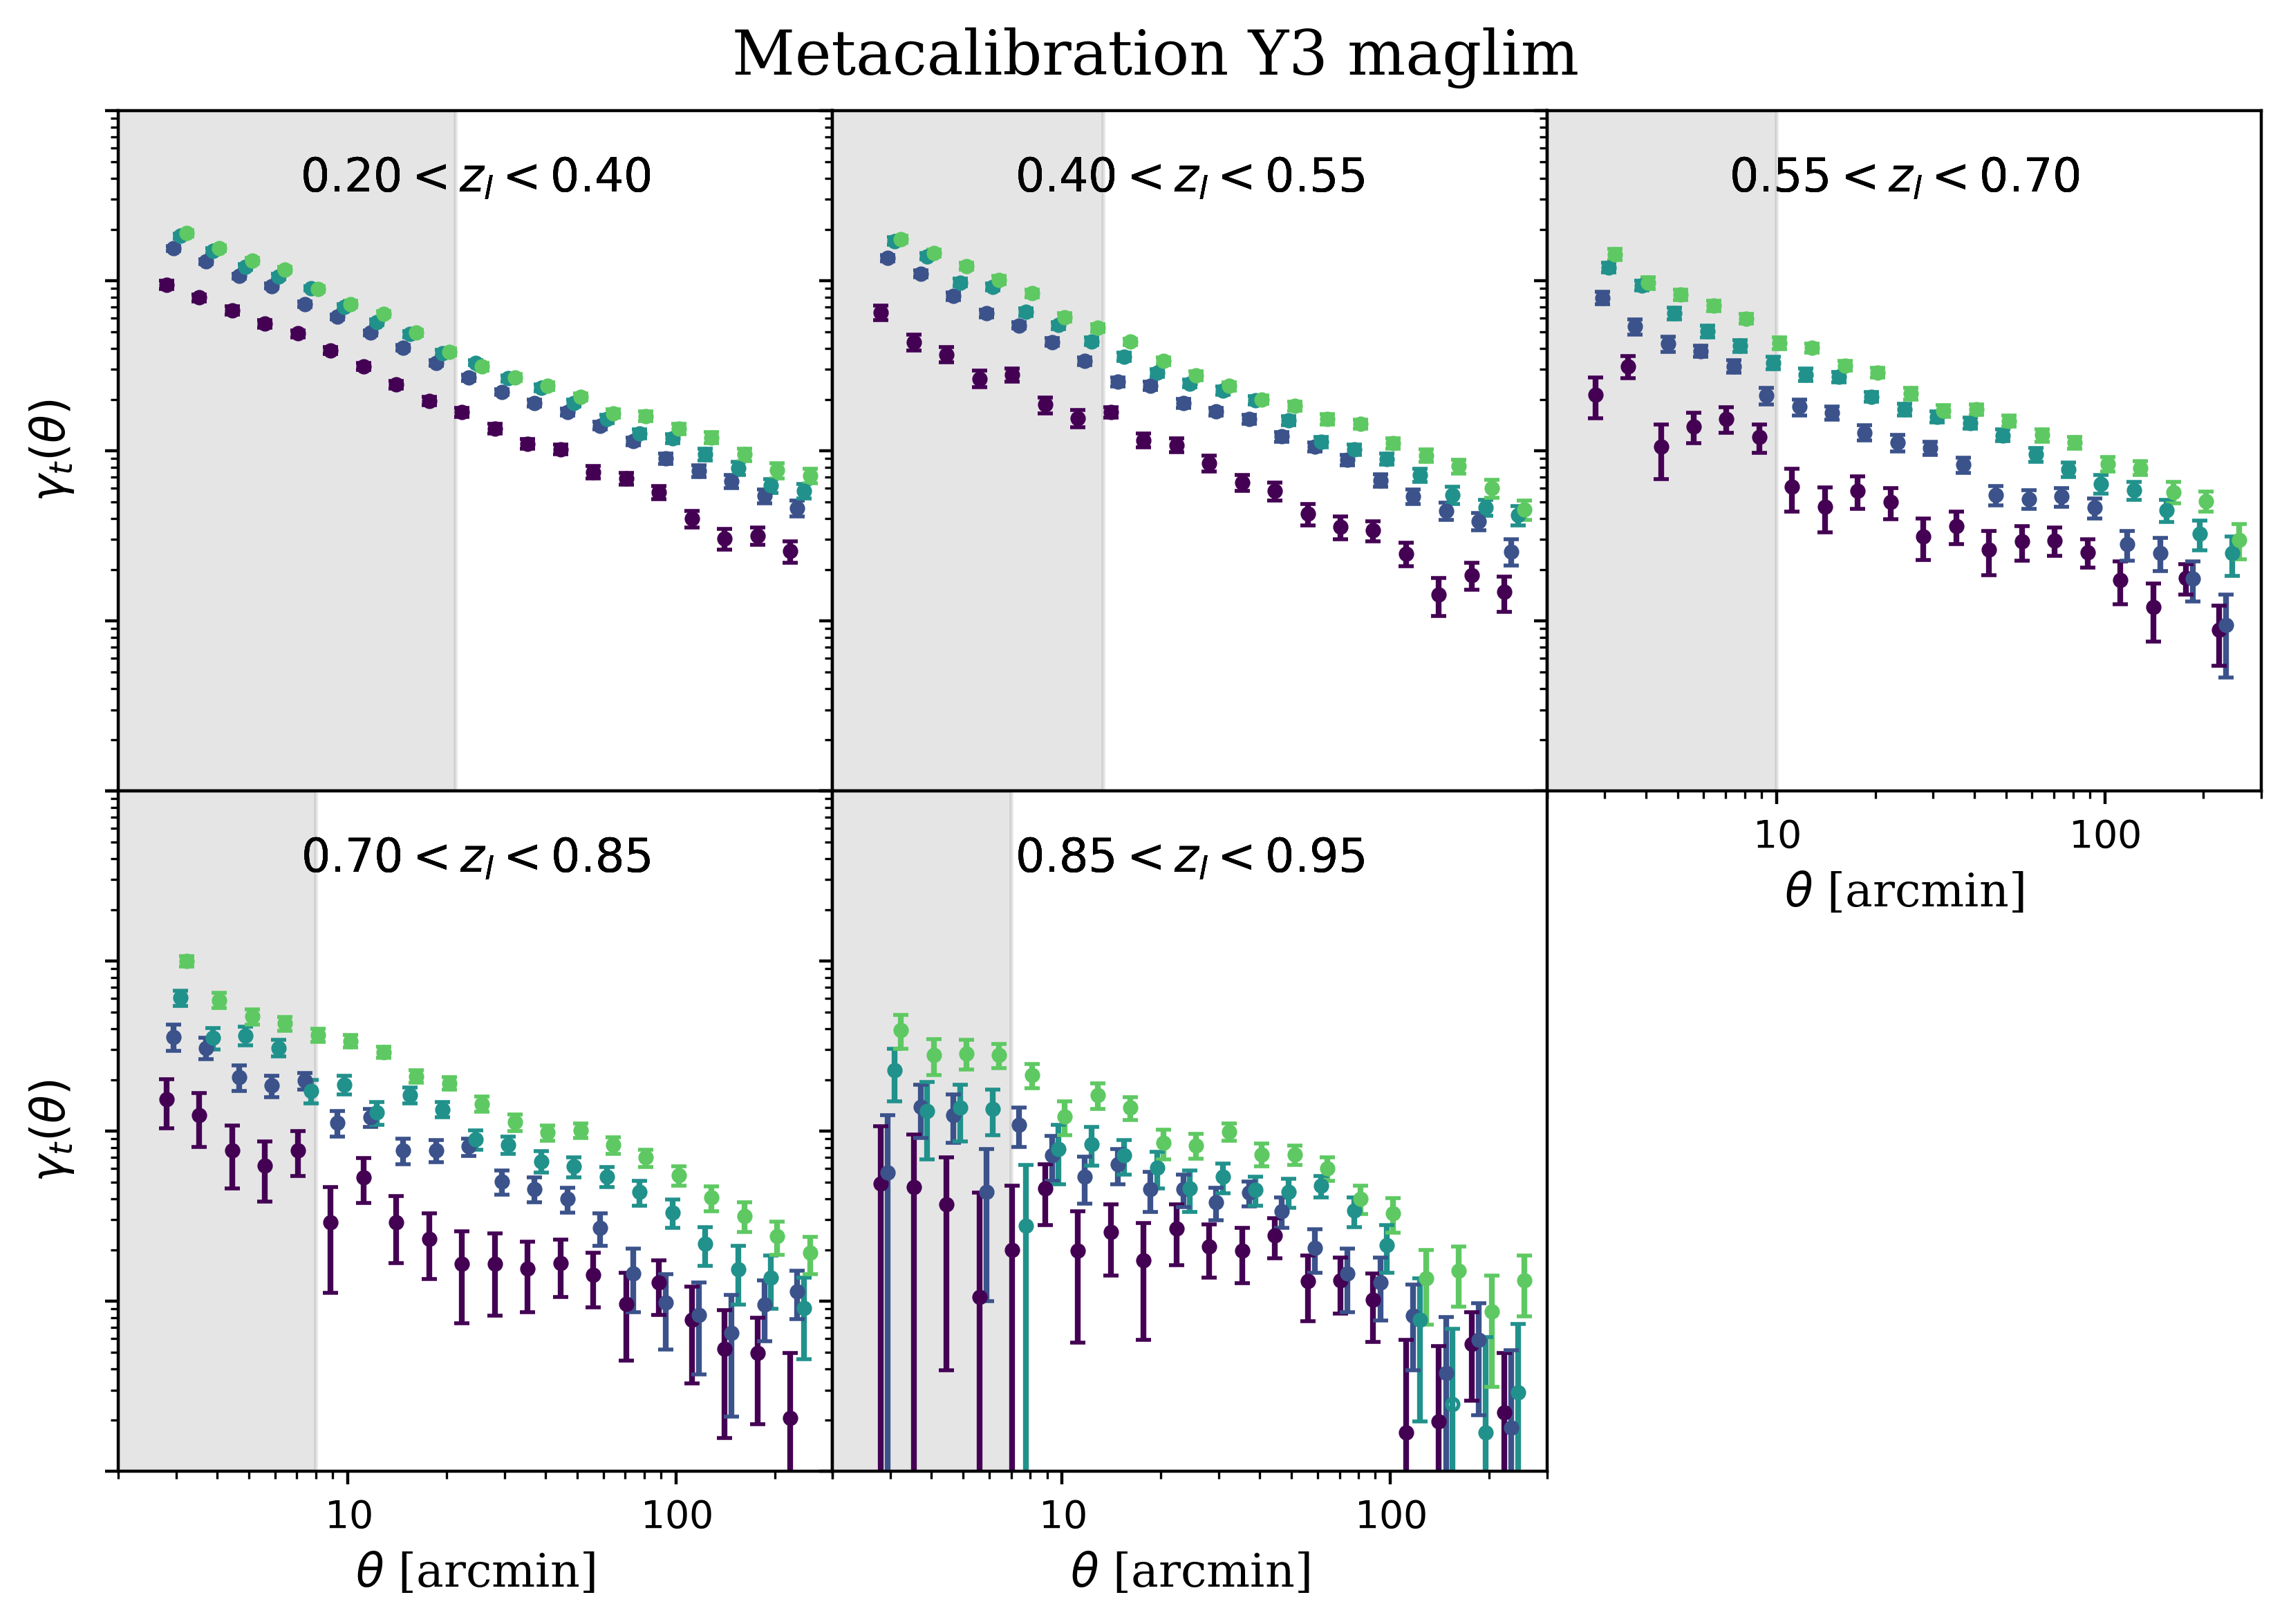 Metacalibration Y3 maglim
0.20 < z_l < 0.40
0.40 < z_l < 0.55
0.55 < z_l < 0.70
γ_t(θ)
10 100
θ [arcmin]
0.70 < z_l < 0.85
0.85 < z_l < 0.95
γ_t(θ)
10 100
10 100
θ [arcmin]
θ [arcmin]